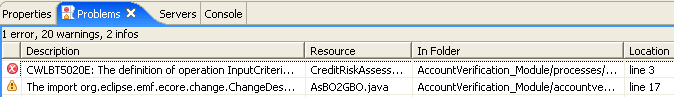 Properties Problems Servers Console
1 error, 20 warnings, 2 infos
Description Resource In Folder Location
CWLBT5020E: The definition of operation InputCriteri... CreditRiskAssess... AccountVerification_Module/processes/... line 3
The import org.eclipse.emf.ecore.change.ChangeDes... AsBO2GBO.java AccountVerification_Module/accountve... line 17